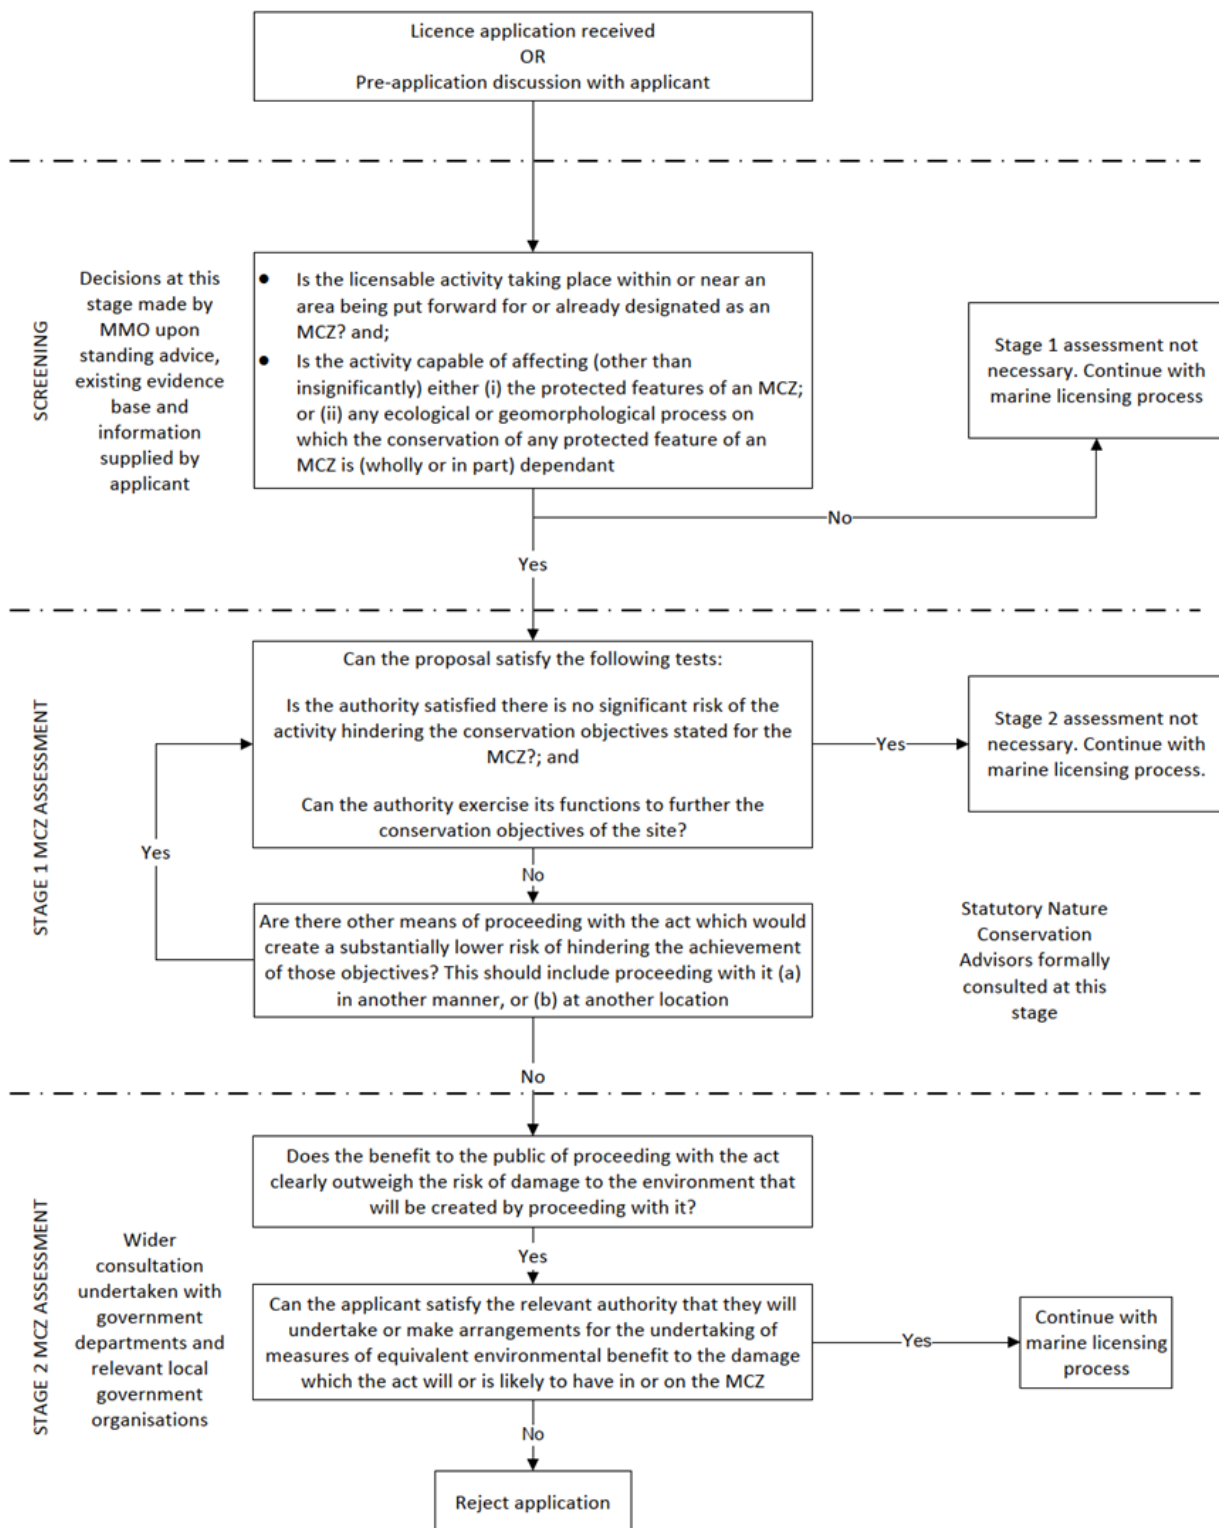 Licence application received
OR
Pre-application discussion with applicant
SCREENING
Decisions at this
stage made by
MMO upon
standing advice,
existing evidence
base and
information
supplied by
applicant
● Is the licensable activity taking place within or near an
area being put forward for or already designated as an
MCZ? and;
● Is the activity capable of affecting (other than
insignificantly) either (i) the protected features of an MCZ;
or (ii) any ecological or geomorphological process on
which the conservation of any protected feature of an
MCZ is (wholly or in part) dependant
Stage 1 assessment not
necessary. Continue with
marine licensing process
No
Yes
STAGE 1 MCZ ASSESSMENT
Can the proposal satisfy the following tests:
Is the authority satisfied there is no significant risk of the
activity hindering the conservation objectives stated for the
MCZ?; and
Can the authority exercise its functions to further the
conservation objectives of the site?
Yes
Stage 2 assessment not
necessary. Continue with
marine licensing process.
Yes
No
Are there other means of proceeding with the act which would
create a substantially lower risk of hindering the achievement
of those objectives? This should include proceeding with it (a)
in another manner, or (b) at another location
Statutory Nature
Conservation
Advisors formally
consulted at this
stage
No
STAGE 2 MCZ ASSESSMENT
Wider
consultation
undertaken with
government
departments and
relevant local
government
organisations
Does the benefit to the public of proceeding with the act
clearly outweigh the risk of damage to the environment that
will be created by proceeding with it?
Yes
Can the applicant satisfy the relevant authority that they will
undertake or make arrangements for the undertaking of
measures of equivalent environmental benefit to the damage
which the act will or is likely to have in or on the MCZ
Yes
Continue with
marine licensing
process
No
Reject application